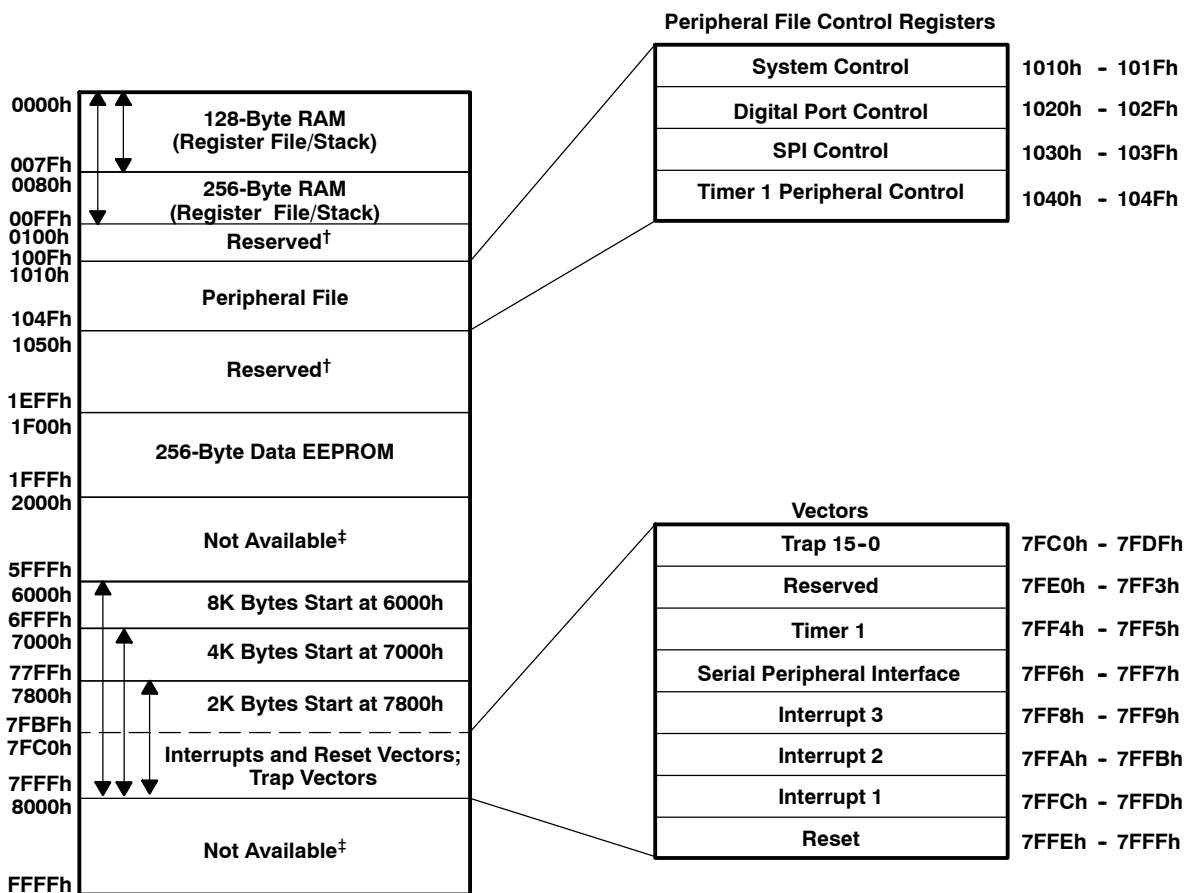 Peripheral File Control Registers
System Control
1010h - 101Fh
Digital Port Control
1020h - 102Fh
SPI Control
1030h - 103Fh
Timer 1 Peripheral Control
1040h - 104Fh
0000h
128-Byte RAM
(Register File/Stack)
007Fh
0080h
256-Byte RAM
(Register File/Stack)
00FFh
0100h
Reserved†
100Fh
1010h
Peripheral File
104Fh
1050h
Reserved†
1EFFh
1F00h
256-Byte Data EEPROM
1FFFh
2000h
Not Available‡
5FFFh
6000h
8K Bytes Start at 6000h
6FFFh
7000h
4K Bytes Start at 7000h
77FFh
7800h
2K Bytes Start at 7800h
7FBFh
7FC0h
Interrupts and Reset Vectors;
Trap Vectors
7FFFh
8000h
Not Available‡
FFFFh
Vectors
Trap 15-0
7FC0h - 7FDFh
Reserved
7FE0h - 7FF3h
Timer 1
7FF4h - 7FF5h
Serial Peripheral Interface
7FF6h - 7FF7h
Interrupt 3
7FF8h - 7FF9h
Interrupt 2
7FFAh - 7FFBh
Interrupt 1
7FFCh - 7FFDh
Reset
7FFEh - 7FFFh